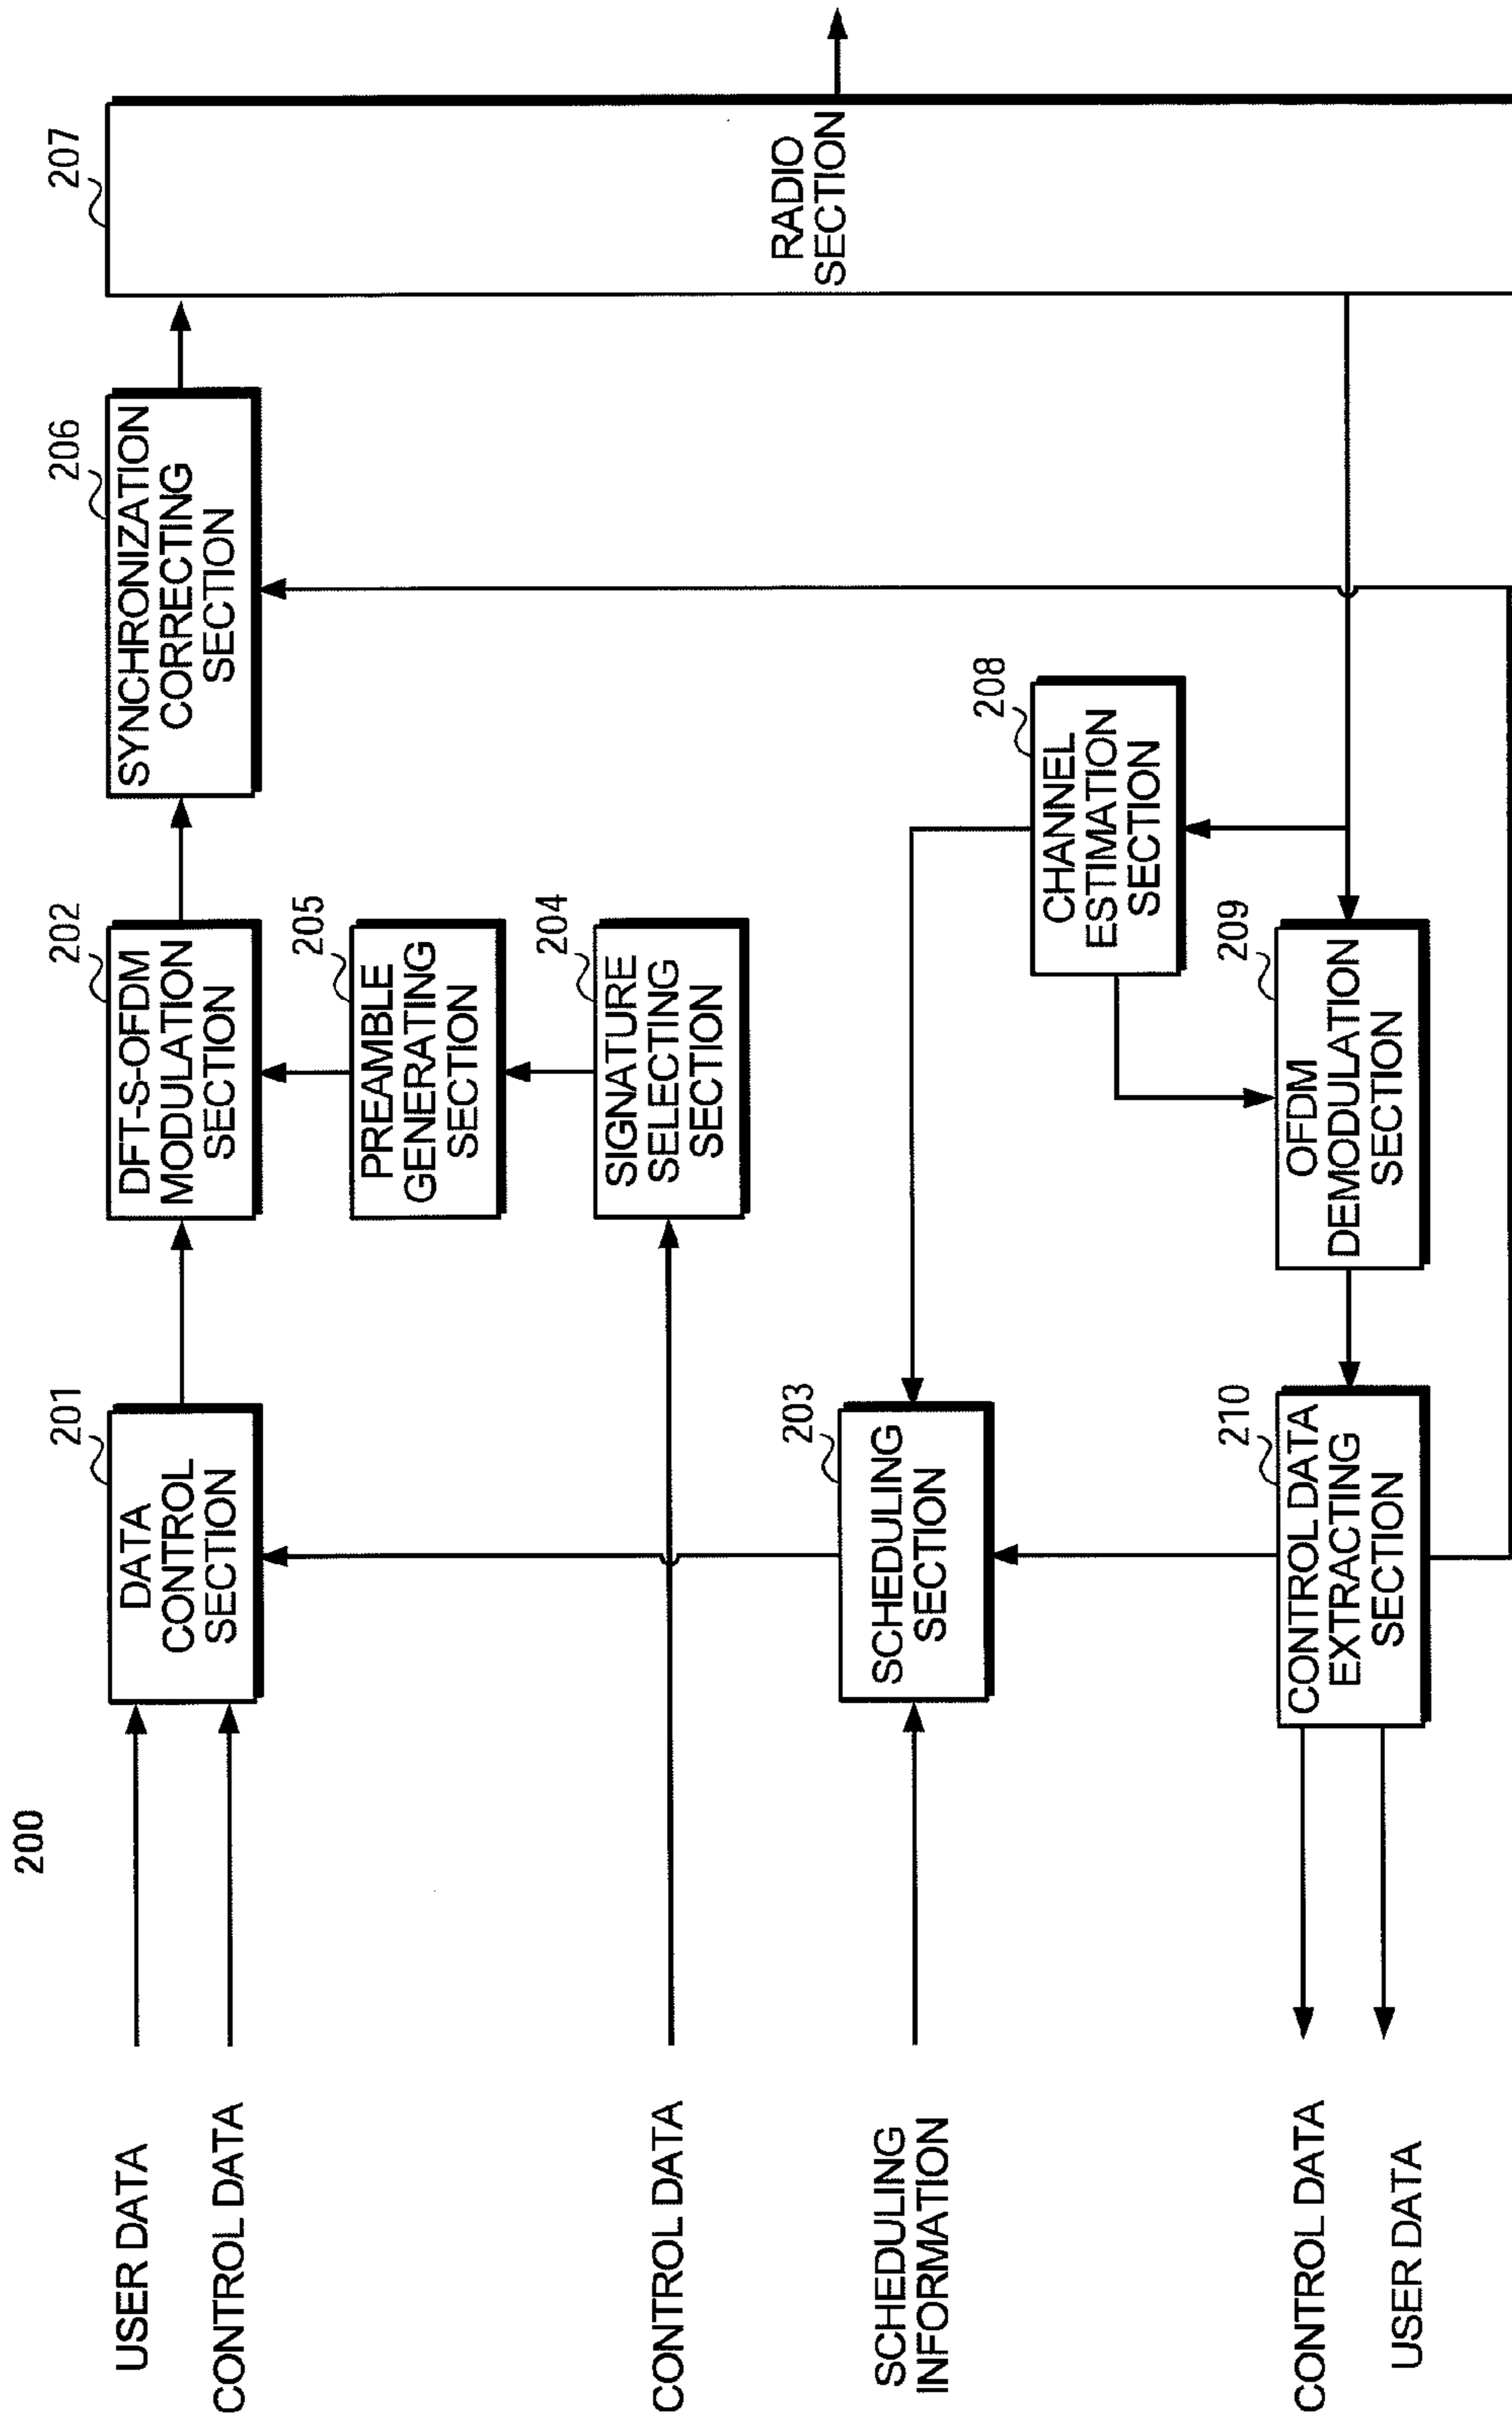 200
USER DATA
CONTROL DATA
201
DATA
CONTROL
SECTION
202
DFT-S-OFDM
MODULATION
SECTION
206
SYNCHRONIZATION
CORRECTING
SECTION
207
RADIO
SECTION
205
PREAMBLE
GENERATING
SECTION
204
SIGNATURE
SELECTING
SECTION
CONTROL DATA
SCHEDULING
INFORMATION
203
SCHEDULING
SECTION
208
CHANNEL
ESTIMATION
SECTION
209
OFDM
DEMODULATION
SECTION
210
CONTROL DATA
EXTRACTING
SECTION
CONTROL DATA
USER DATA